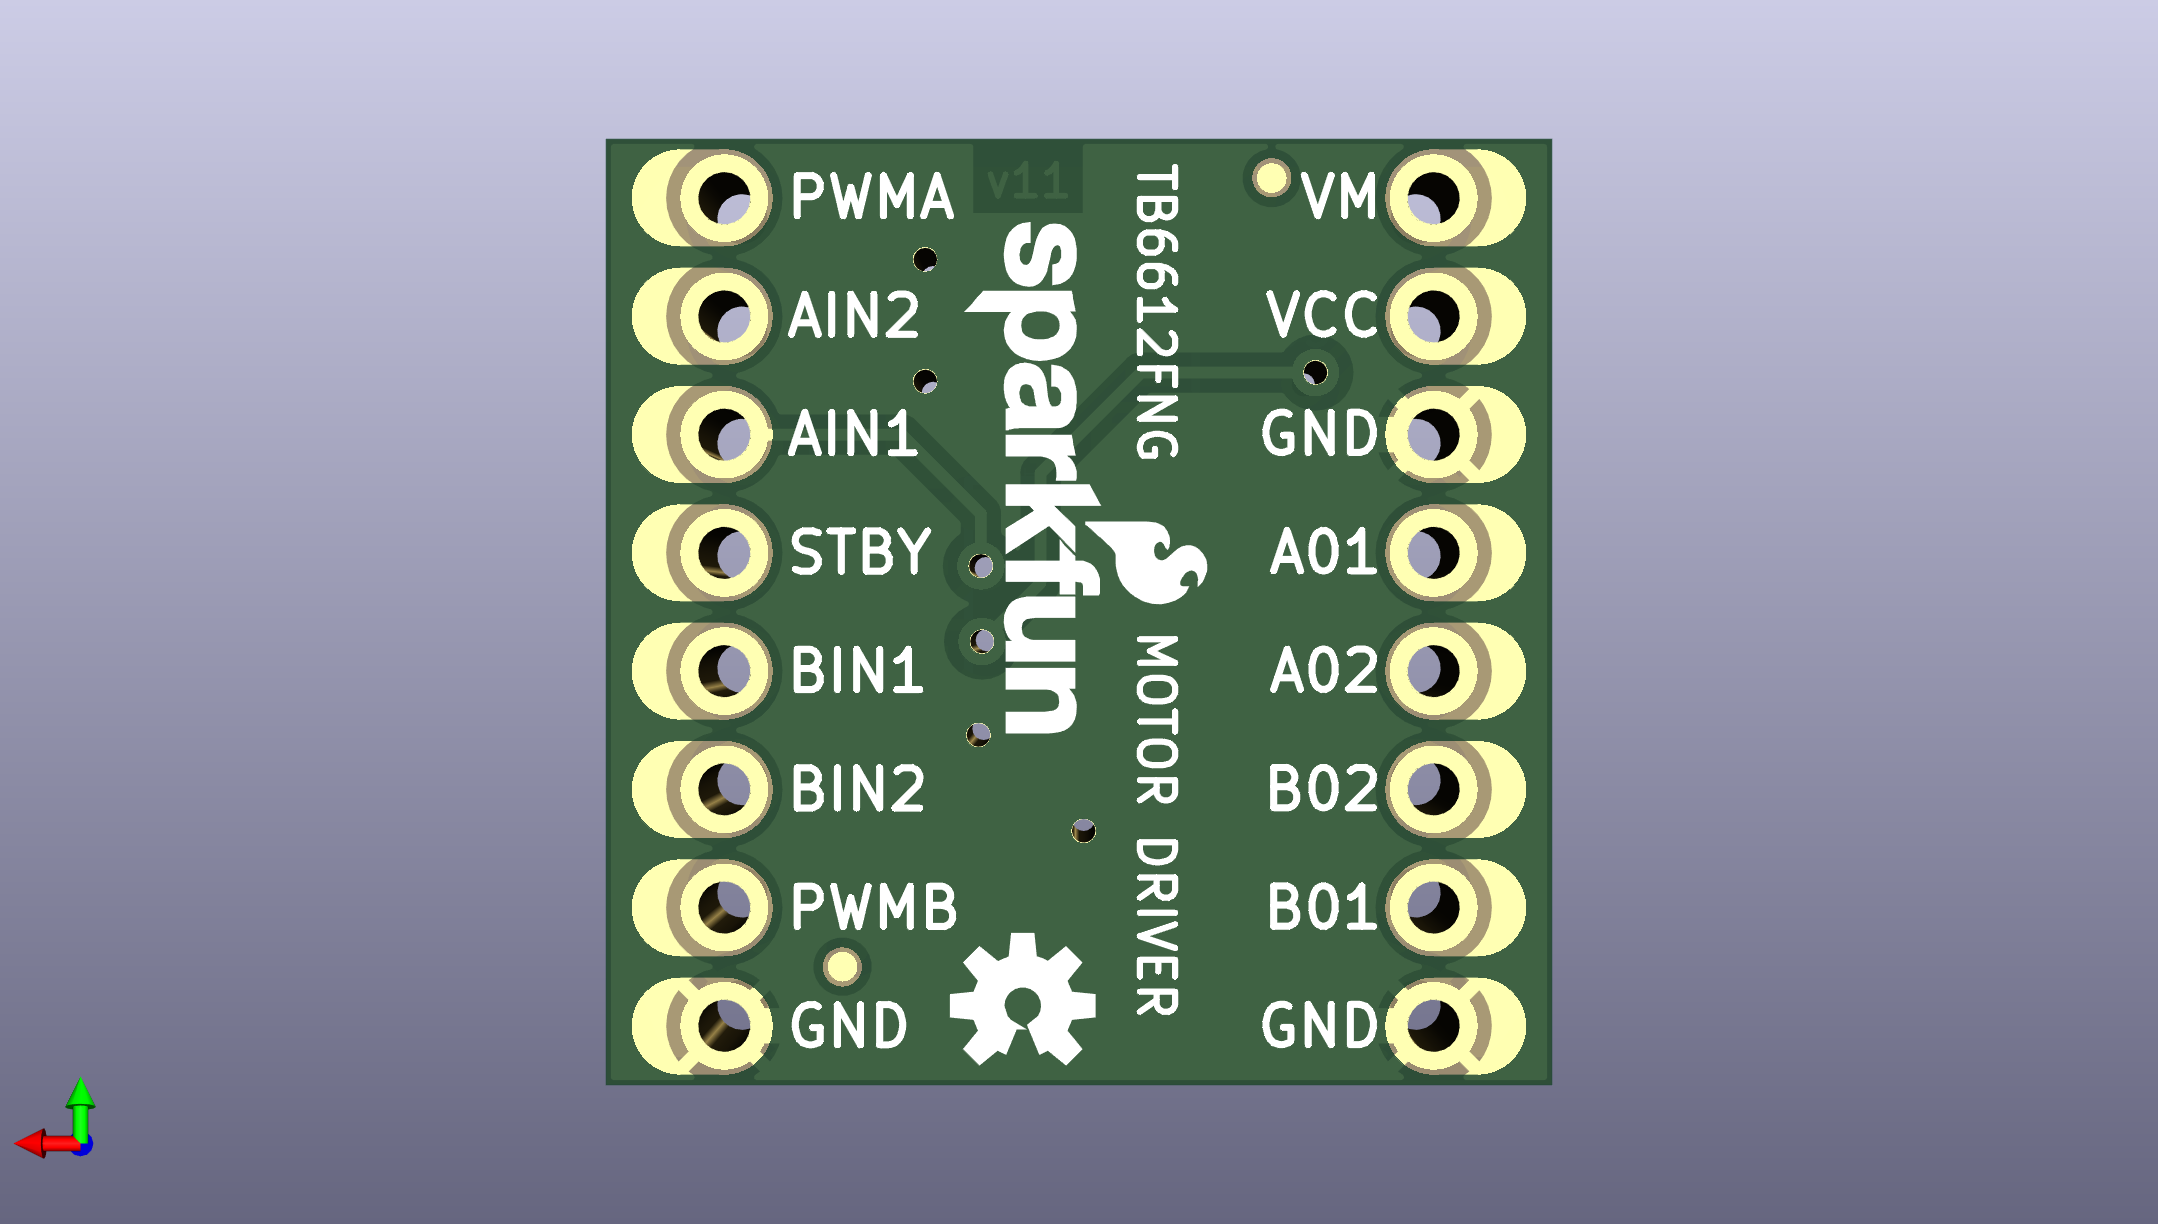 PWMA
AIN2
AIN1
STBY
BIN1
BIN2
PWMB
GND
v11
sparkfun
TB6612FNG MOTOR DRIVER
VM
VCC
GND
A01
A02
B02
B01
GND